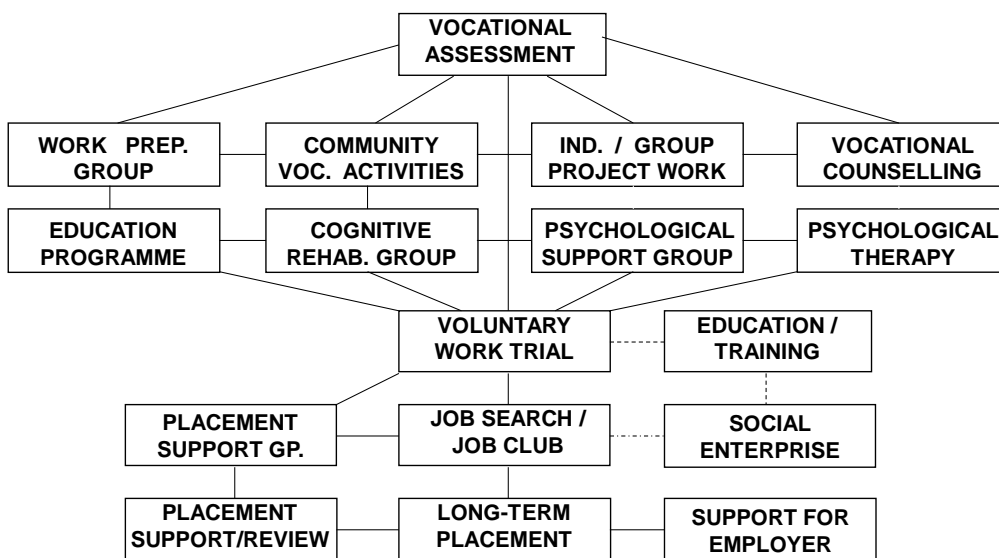 VOCATIONAL
ASSESSMENT
WORK PREP.
GROUP
COMMUNITY
VOC. ACTIVITIES
IND. / GROUP
PROJECT WORK
VOCATIONAL
COUNSELLING
EDUCATION
PROGRAMME
COGNITIVE
REHAB. GROUP
PSYCHOLOGICAL
SUPPORT GROUP
PSYCHOLOGICAL
THERAPY
VOLUNTARY
WORK TRIAL
EDUCATION /
TRAINING
PLACEMENT
SUPPORT GP.
JOB SEARCH /
JOB CLUB
SOCIAL
ENTERPRISE
PLACEMENT
SUPPORT/REVIEW
LONG-TERM
PLACEMENT
SUPPORT FOR
EMPLOYER